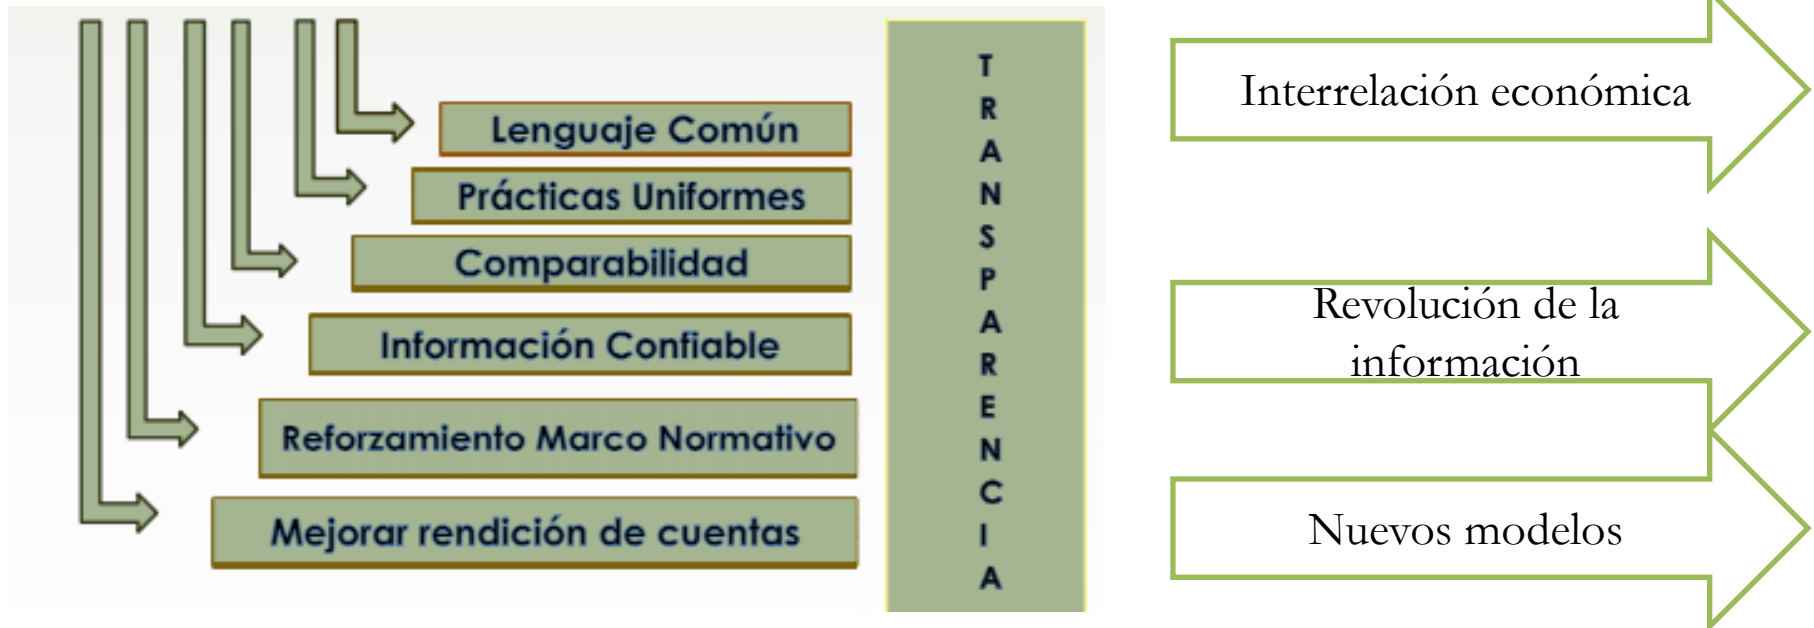 Lenguaje Común
Prácticas Uniformes
Comparabilidad
Información Confiable
Reforzamiento Marco Normativo
Mejorar rendición de cuentas
T
R
A
N
S
P
A
R
E
N
C
I
A
Interrelación económica
Revolución de la
información
Nuevos modelos